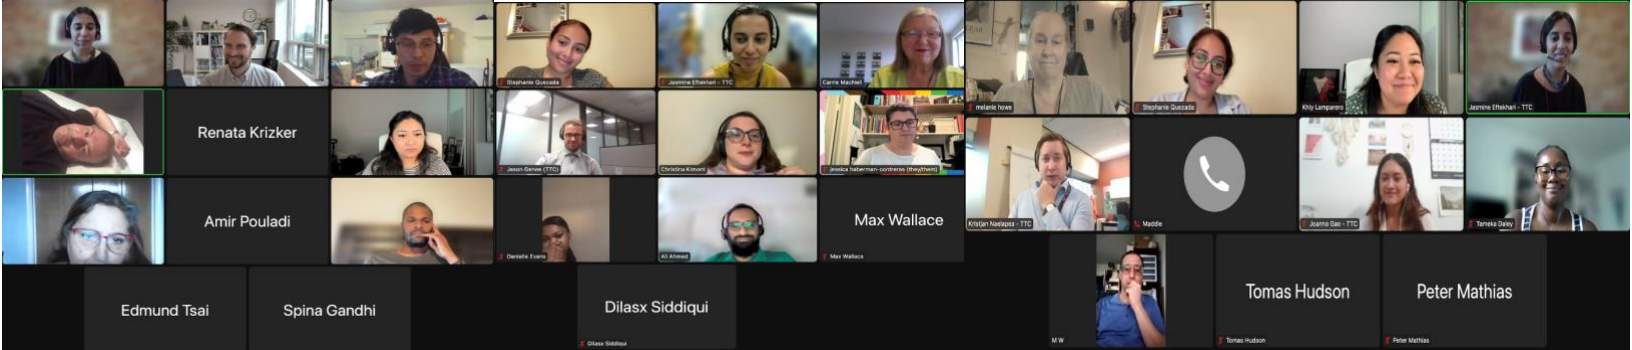 Stephanie Quezada
Jasmine Eftekhari - TTC
Carrie MacNeil
melanie howe
Stephanie Quezada
Khly Lamparero
Jasmine Eftekhari - TTC
Renata Krizker
Jason Genee (TTC)
Christina Kimont
jessica haberman-contreras (they/them)
Kristjan Naelapea - TTC
Maddie
Joanna Gao - TTC
Tameka Daley
Amir Pouladi
Danielle Evans
Ali Ahmed
Max Wallace
Max Wallace
Edmund Tsai
Spina Gandhi
Dilasx Siddiqui
Dilasx Siddiqui
M W
Tomas Hudson
Tomas Hudson
Peter Mathias
Peter Mathias